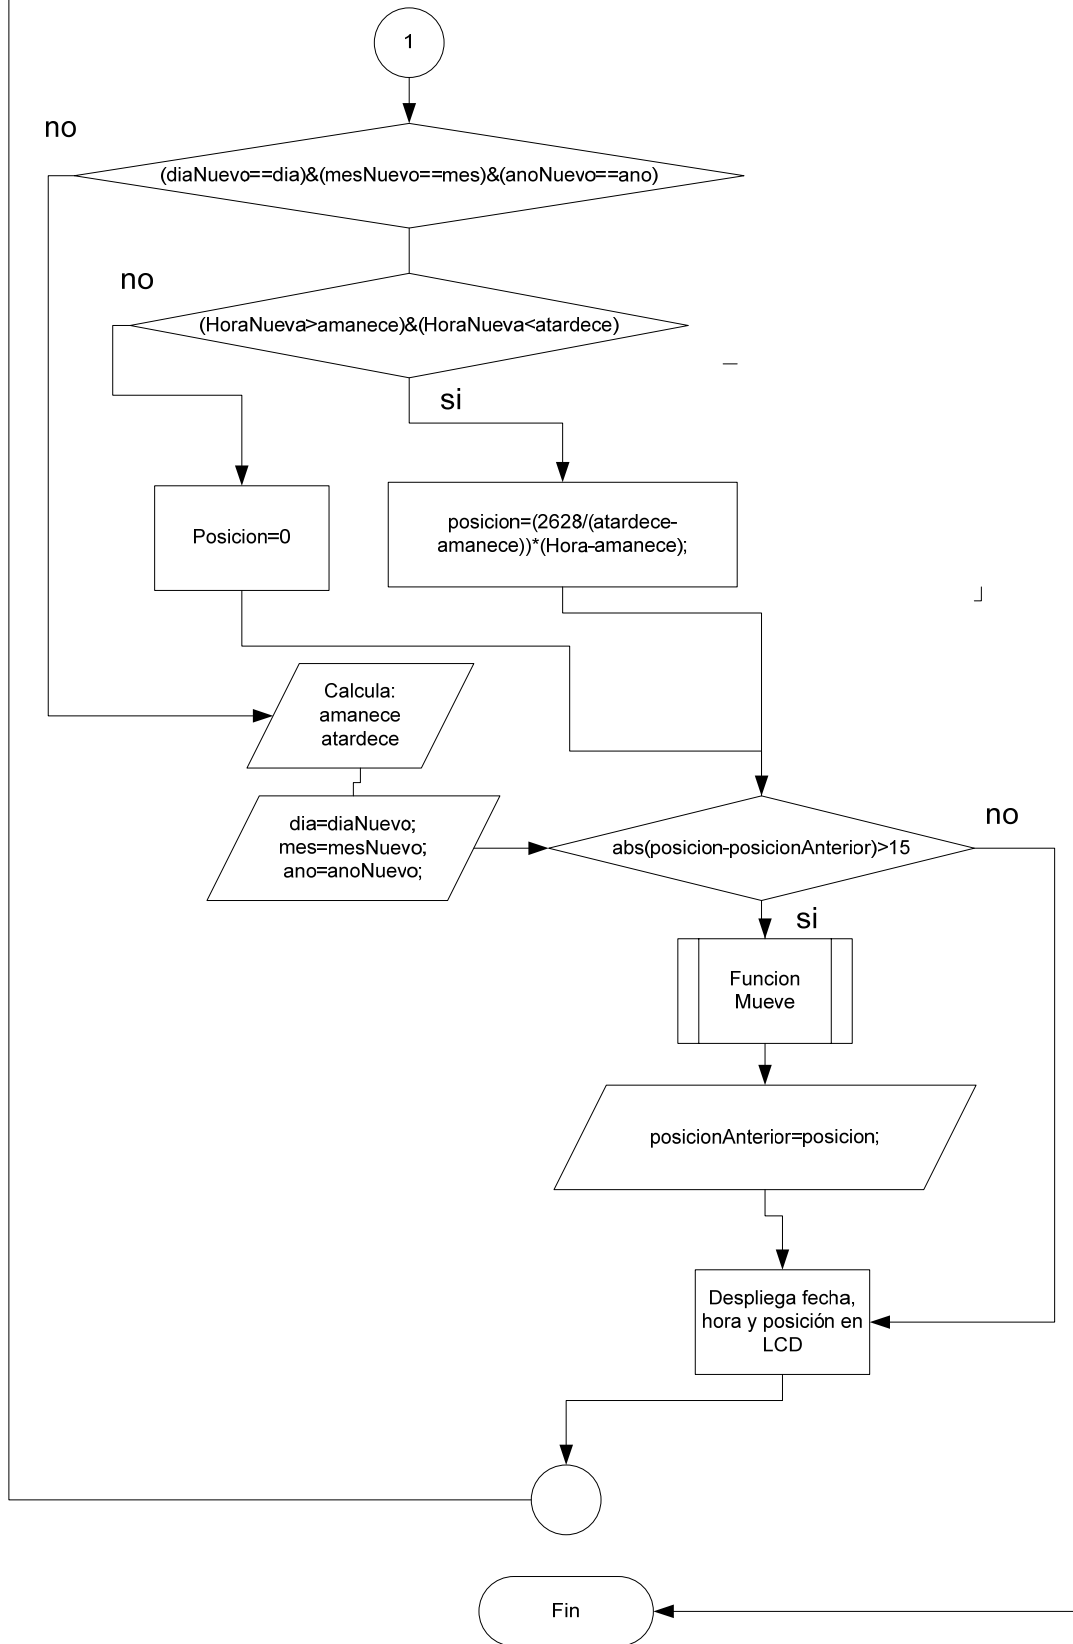 1
no
(diaNuevo==dia)&(mesNuevo==mes)&(anoNuevo==ano)
no
(HoraNueva>amanece)&(HoraNueva<atardece)
si
Posicion=0
posicion=(2628/(atardece-
amanece))*(Hora-amanece);
Calcula:
amanece
atardece
dia=diaNuevo;
mes=mesNuevo;
ano=anoNuevo;
abs(posicion-posicionAnterior)>15
no
si
Funcion
Mueve
posicionAnterior=posicion;
Despliega fecha,
hora y posición en
LCD
Fin